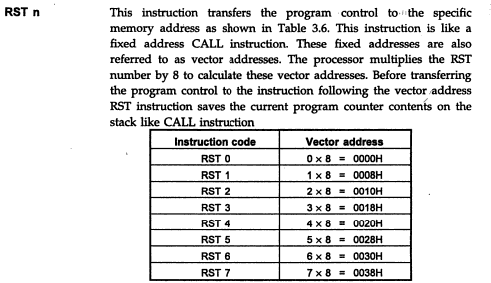 RST n This instruction transfers the program control to the specific
memory address as shown in Table 3.6. This instruction is like a
fixed address CALL instruction. These fixed addresses are also
referred to as vector addresses. The processor multiplies the RST
number by 8 to calculate these vector addresses. Before transferring
the program control to the instruction following the vector address
RST instruction saves the current program counter contents on the
stack like CALL instruction
Instruction code Vector address
RST 0 0 × 8 = 0000H
RST 1 1 × 8 = 0008H
RST 2 2 × 8 = 0010H
RST 3 3 × 8 = 0018H
RST 4 4 × 8 = 0020H
RST 5 5 × 8 = 0028H
RST 6 6 × 8 = 0030H
RST 7 7 × 8 = 0038H